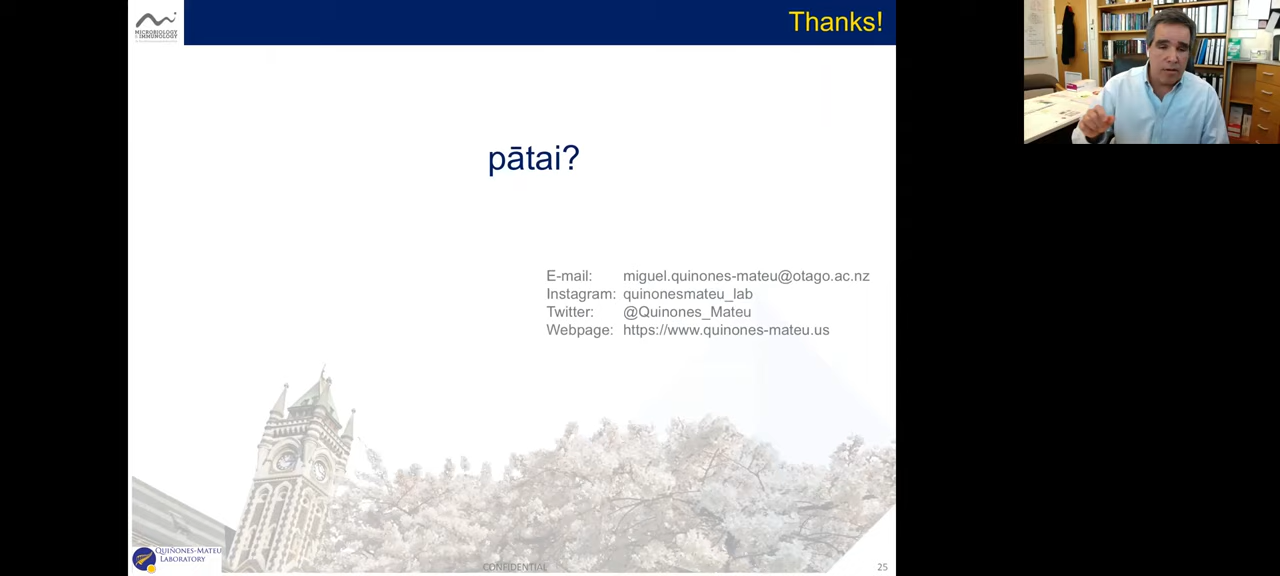 MICROBIOLOGY
& IMMUNOLOGY
Thanks!
pātai?
E-mail: miguel.quinones-mateu@otago.ac.nz
Instagram: quinonesmateu_lab
Twitter: @Quinones_Mateu
Webpage: https://www.quinones-mateu.us
QUIÑONES-MATEU
LABORATORY
CONFIDENTIAL
25